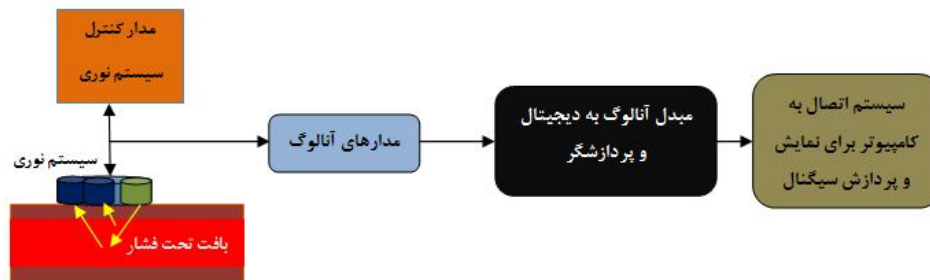 مدار کنترل
سیستم نوری
سیستم نوری
بافت تحت فشار
مدارهای آنالوگ
مبدل آنالوگ به دیجیتال
و پردازشگر
سیستم اتصال به
کامپیوتر برای نمایش
و پردازش سیگنال